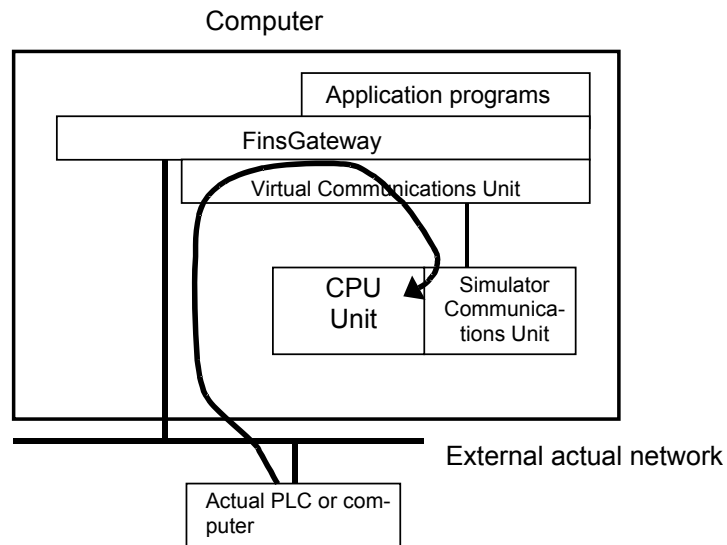 Computer
Application programs
FinsGateway
Virtual Communications Unit
CPU
Unit
Simulator
Communica-
tions Unit
External actual network
Actual PLC or com-
puter